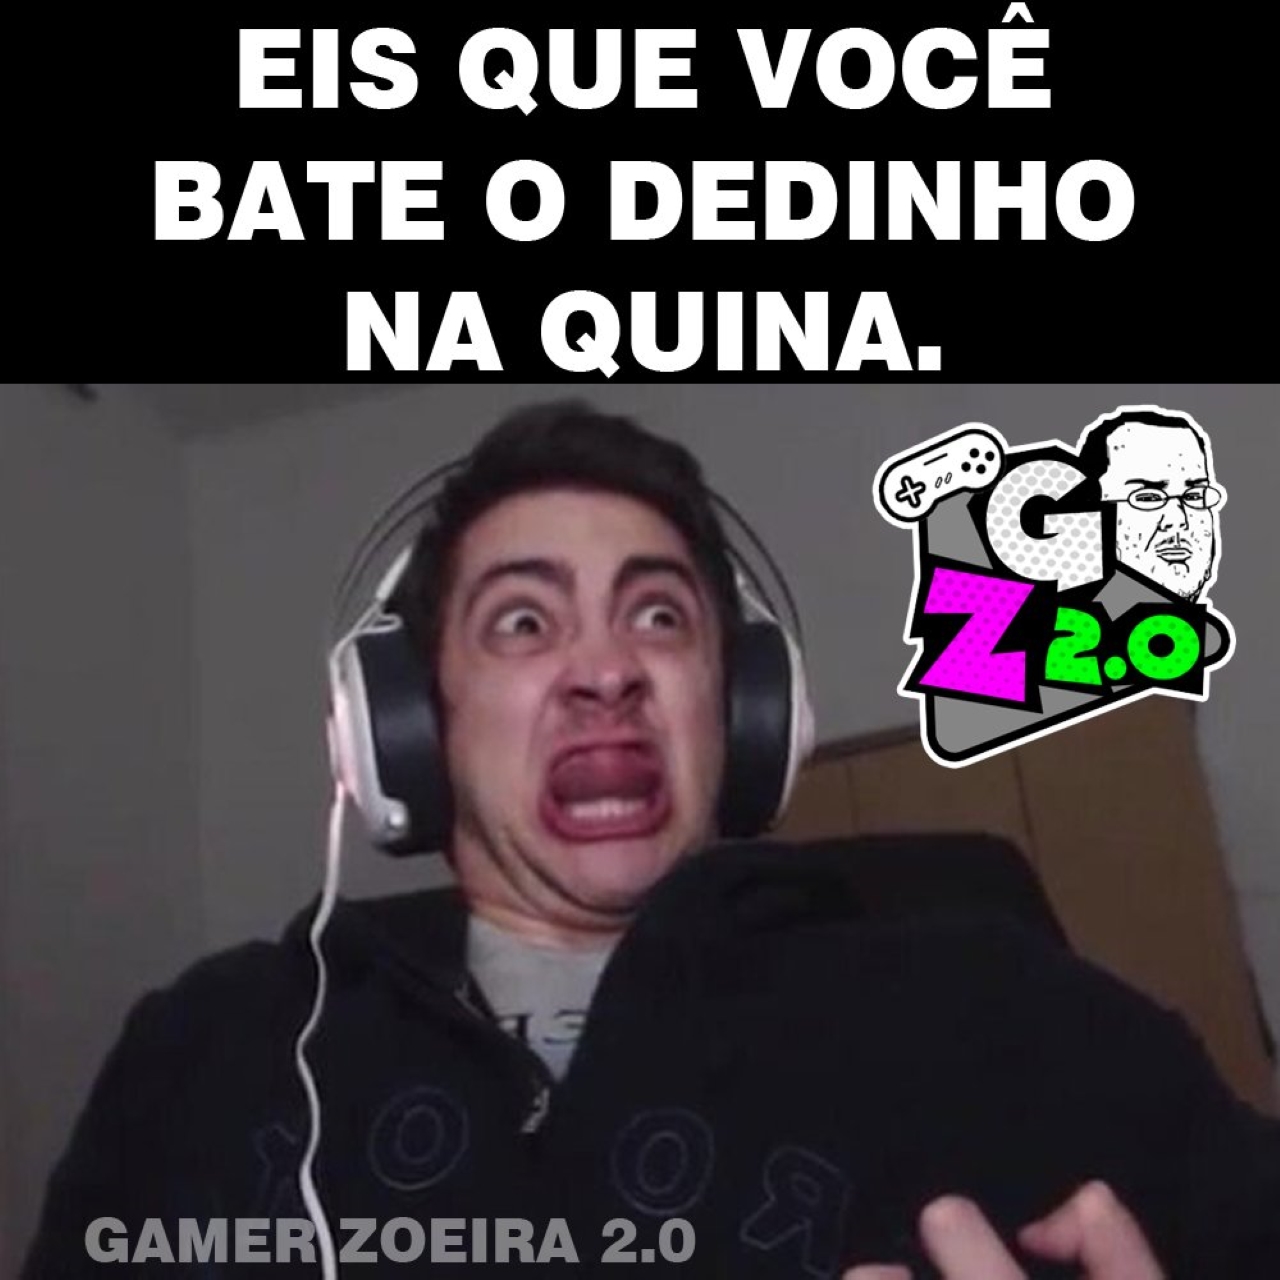 EIS QUE VOCÊ
BATE O DEDINHO
NA QUINA.
G
Z 2.0
GAMER ZOEIRA 2.0